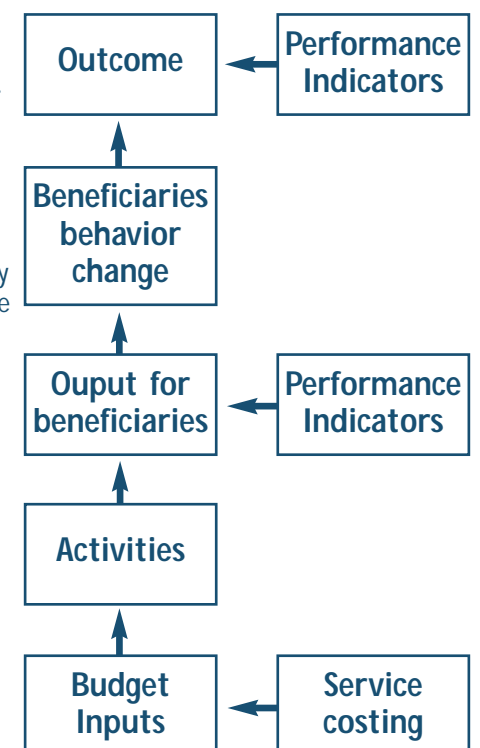 Outcome
Performance
Indicators
Beneficiaries
behavior
change
y
e
Ouput for
beneficiaries
Performance
Indicators
Activities
Budget
Inputs
Service
costing